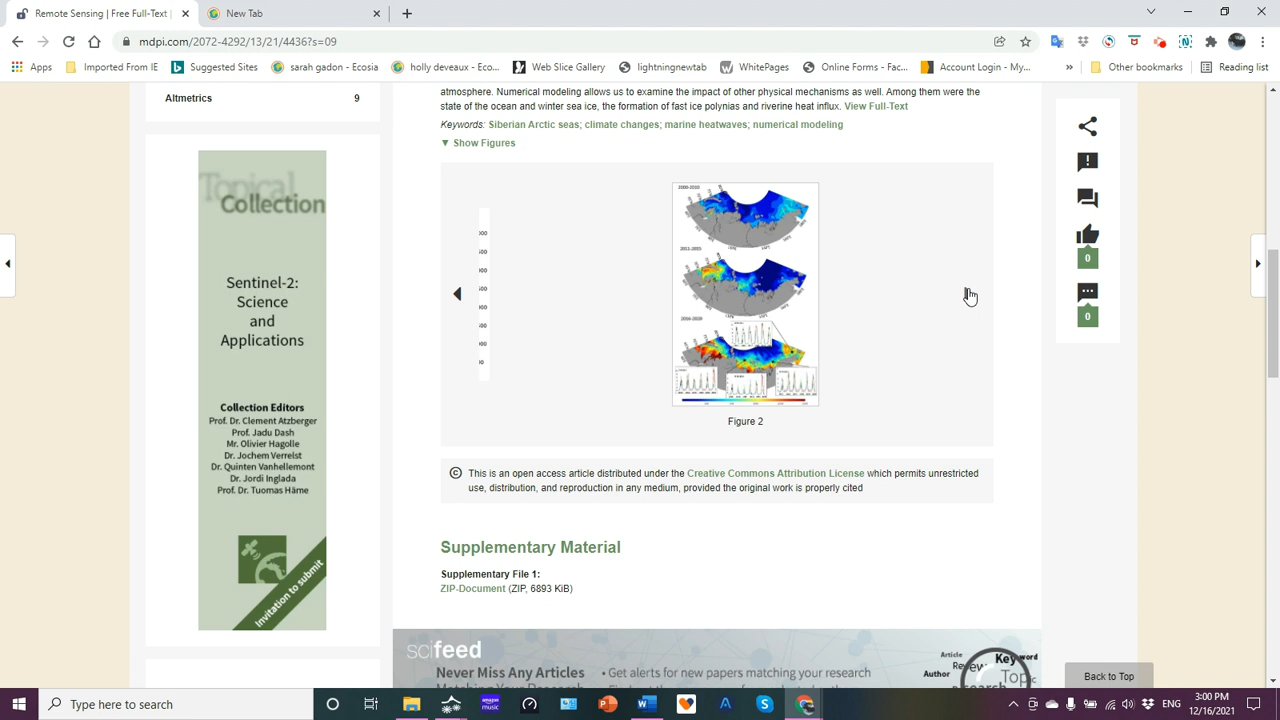 Remote Sensing | Free Full-Text |
New Tab
mdpi.com/2072-4292/13/21/4436?s=09
Apps
Imported From IE
Suggested Sites
sarah gadon - Ecosia
holly deveaux - Eco...
Web Slice Gallery
lightningnewtab
WhitePages
Online Forms - Fac...
Account Login - My...
»
Other bookmarks
Reading list
Altmetrics 9
atmosphere. Numerical modeling allows us to examine the impact of other physical mechanisms as well. Among them were the
state of the ocean and winter sea ice, the formation of fast ice polynias and riverine heat influx. View Full-Text
Keywords: Siberian Arctic seas; climate changes; marine heatwaves; numerical modeling
▼ Show Figures
Figure 2
This is an open access article distributed under the Creative Commons Attribution License which permits unrestricted
use, distribution, and reproduction in any medium, provided the original work is properly cited
Supplementary Material
Supplementary File 1:
ZIP-Document (ZIP, 6893 KiB)
Topical
Collection
Sentinel-2:
Science
and
Applications
Collection Editors
Prof. Dr. Clement Atzberger
Prof. Jadu Dash
Mr. Olivier Hagolle
Dr. Jochem Verrelst
Dr. Quinten Vanhellemont
Dr. Jordi Inglada
Prof. Dr. Tuomas Häme
Invitation to submit
0
0
scifeed
Never Miss Any Articles
• Get alerts for new papers matching your research
Article
Keyword
Author
Back to Top
Type here to search
amazon music
ENG
3:00 PM
12/16/2021